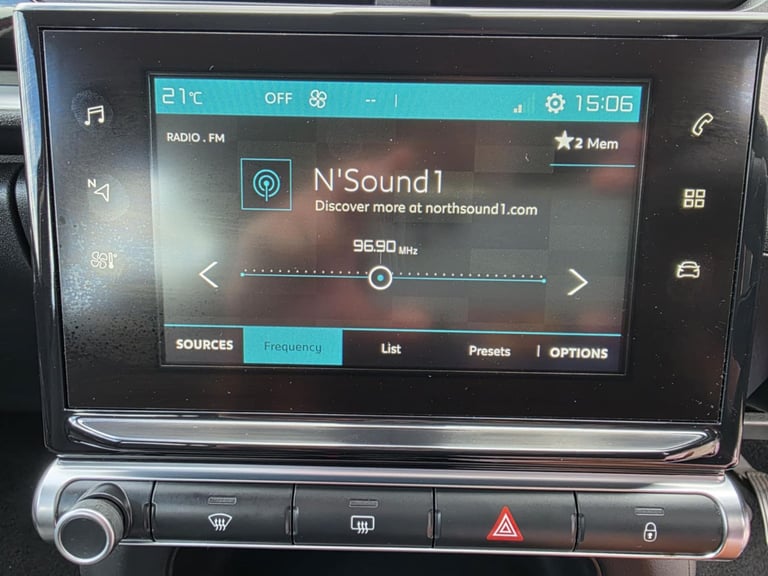 21°C OFF -- 15:06
RADIO . FM
2 Mem
N'Sound1
Discover more at northsound1.com
96.90 MHz
N
SOURCES Frequency List Presets OPTIONS